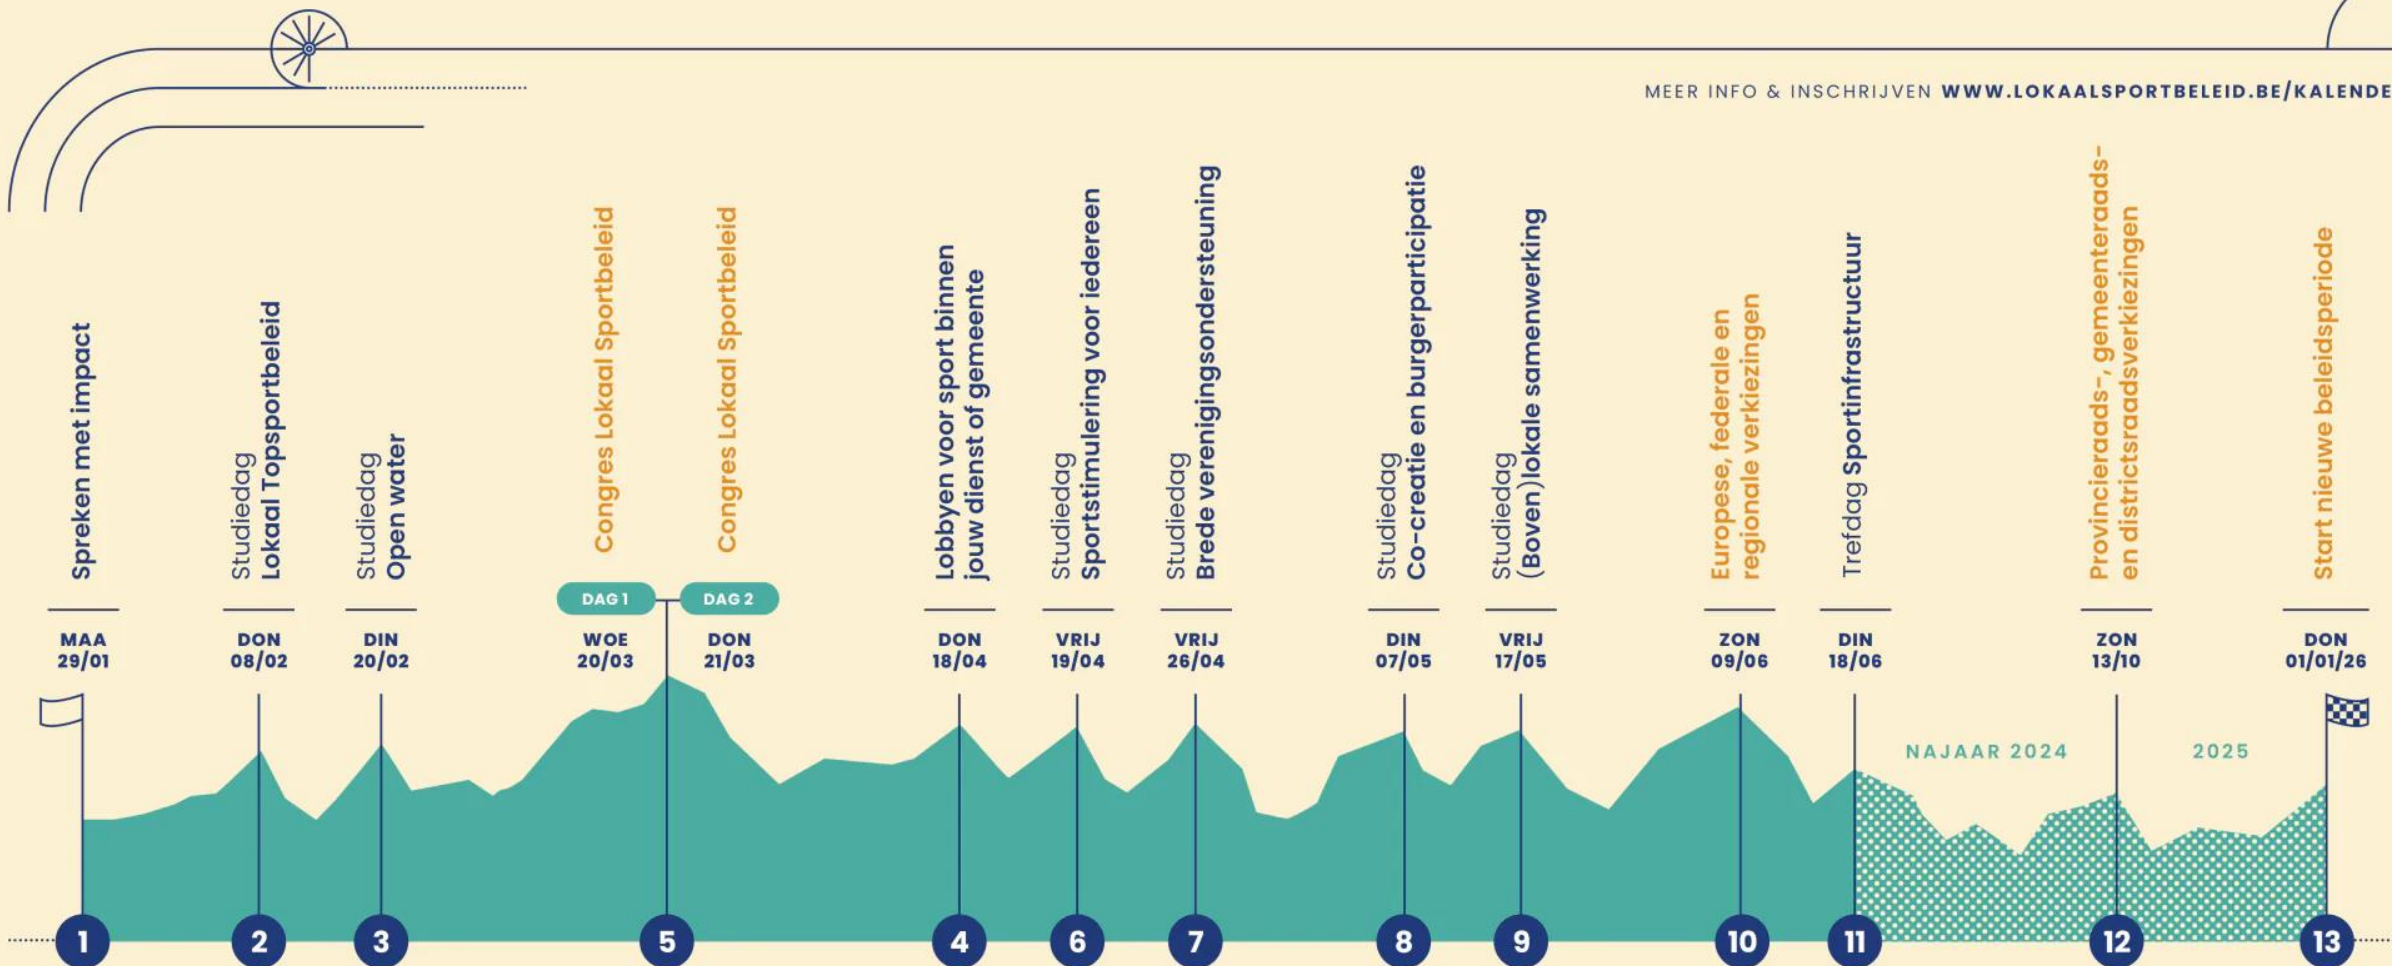 MEER INFO & INSCHRIJVEN WWW.LOKAALSPORTBELEID.BE/KALENDE
Spreken met impact
MAA
29/01
1
Studiedag
Lokaal Topsportbeleid
DON
08/02
2
Studiedag
Open water
DIN
20/02
3
Congres Lokaal Sportbeleid
DAG 1
WOE
20/03
Congres Lokaal Sportbeleid
DAG 2
DON
21/03
5
Lobbyen voor sport binnen
jouw dienst of gemeente
DON
18/04
4
Studiedag
Sportstimulering voor iedereen
VRIJ
19/04
6
Studiedag
Brede verenigingsondersteuning
VRIJ
26/04
7
Studiedag
Co-creatie en burgerparticipatie
DIN
07/05
8
Studiedag
(Boven)lokale samenwerking
VRIJ
17/05
9
Europese, federale en
regionale verkiezingen
ZON
09/06
10
Trefdag Sportinfrastructuur
DIN
18/06
11
NAJAAR 2024
Provincieraads-, gemeenteraads-
en districtsraadsverkiezingen
ZON
13/10
12
2025
Start nieuwe beleidsperiode
DON
01/01/26
13